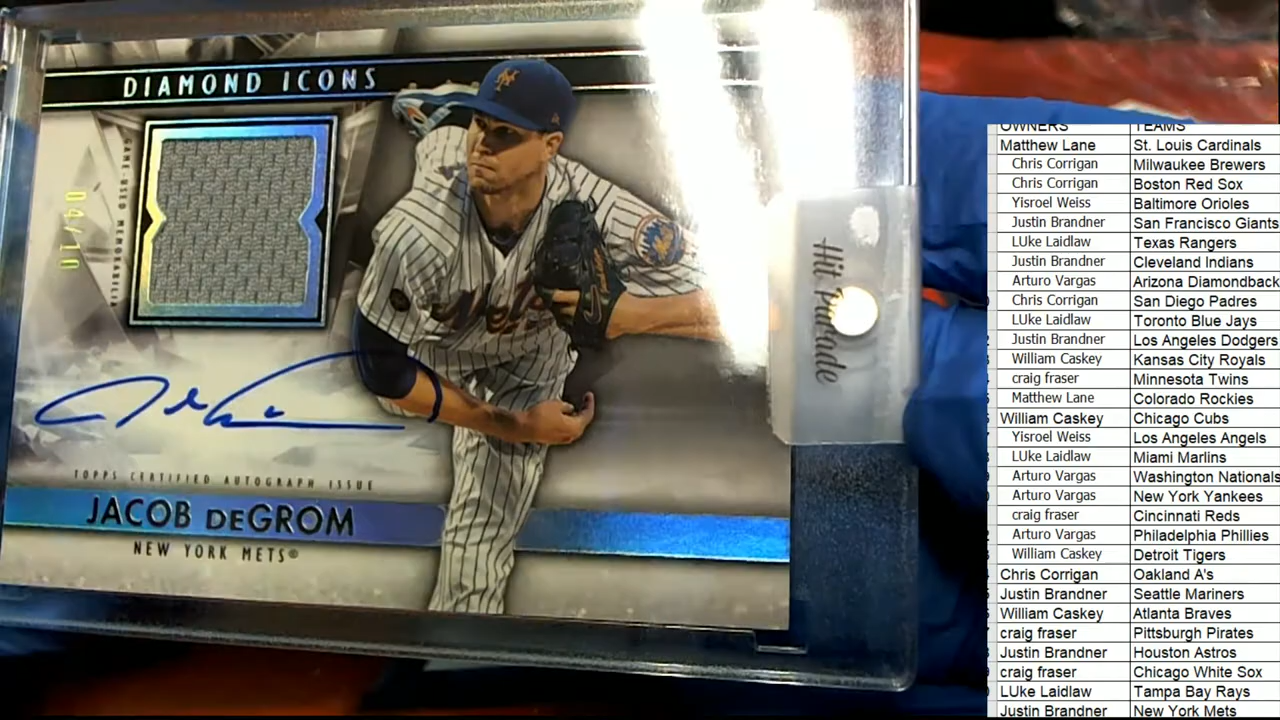 DIAMOND ICONS
GAME-USED MEMORABILIA
04/10
Mets
TOPPS CERTIFIED AUTOGRAPH ISSUE
JACOB DEGROM
NEW YORK METS®
Hit Parade
OWNERS TEAMS
Matthew Lane St. Louis Cardinals
Chris Corrigan Milwaukee Brewers
Chris Corrigan Boston Red Sox
Yisroel Weiss Baltimore Orioles
Justin Brandner San Francisco Giants
LUke Laidlaw Texas Rangers
Justin Brandner Cleveland Indians
Arturo Vargas Arizona Diamondback
Chris Corrigan San Diego Padres
LUke Laidlaw Toronto Blue Jays
Justin Brandner Los Angeles Dodgers
William Caskey Kansas City Royals
craig fraser Minnesota Twins
Matthew Lane Colorado Rockies
William Caskey Chicago Cubs
Yisroel Weiss Los Angeles Angels
LUke Laidlaw Miami Marlins
Arturo Vargas Washington Nationals
Arturo Vargas New York Yankees
craig fraser Cincinnati Reds
Arturo Vargas Philadelphia Phillies
William Caskey Detroit Tigers
Chris Corrigan Oakland A's
Justin Brandner Seattle Mariners
William Caskey Atlanta Braves
craig fraser Pittsburgh Pirates
Justin Brandner Houston Astros
craig fraser Chicago White Sox
LUke Laidlaw Tampa Bay Rays
Justin Brandner New York Mets